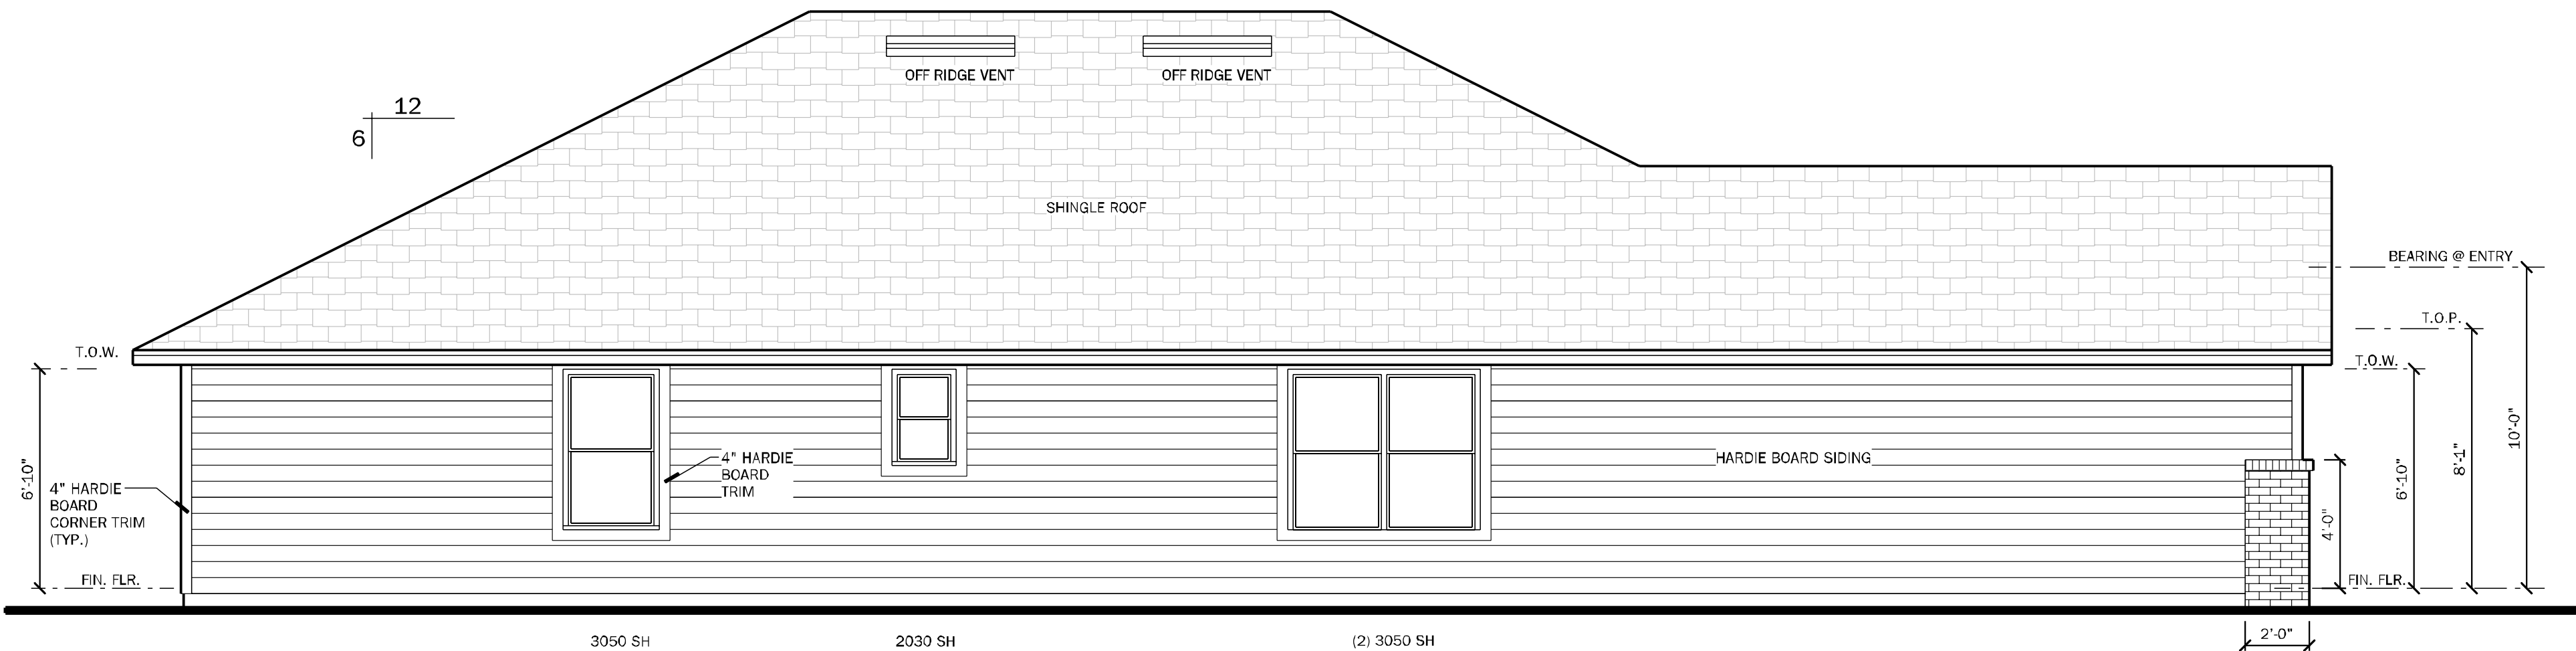 OFF RIDGE VENT
OFF RIDGE VENT
12
6
SHINGLE ROOF
BEARING @ ENTRY
T.O.P.
T.O.W.
T.O.W.
6'-10"
4" HARDIE
BOARD
CORNER TRIM
(TYP.)
FIN. FLR.
4" HARDIE
BOARD
TRIM
HARDIE BOARD SIDING
4'-0"
6'-10"
8'-1"
10'-0"
FIN. FLR.
3050 SH
2030 SH
(2) 3050 SH
2'-0"